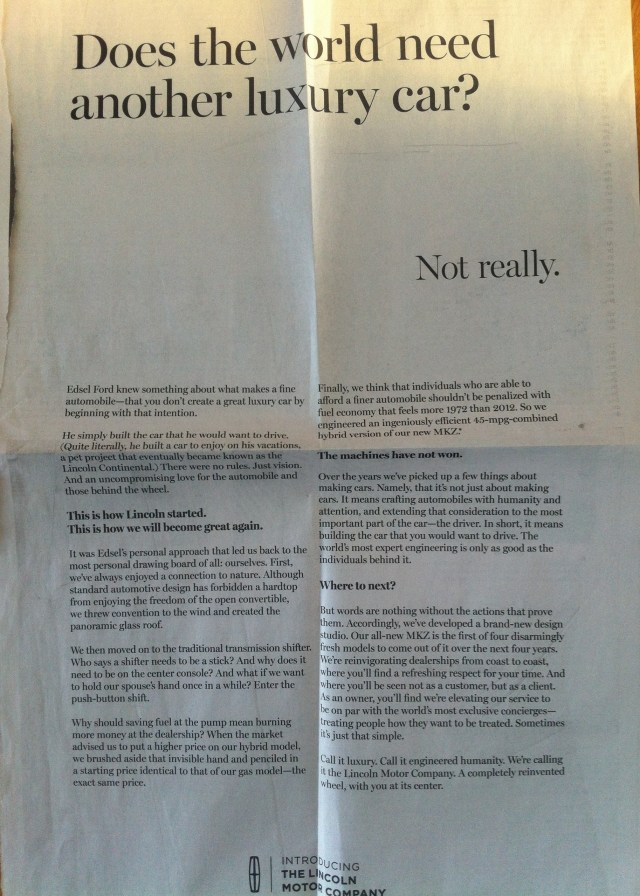 Does the world need
another luxury car?
Not really.
Edsel Ford knew something about what makes a fine
automobile—that you don't create a great luxury car by
beginning with that intention.
He simply built the car that he would want to drive.
(Quite literally, he built a car to enjoy on his vacations,
a pet project that eventually became known as the
Lincoln Continental.) There were no rules. Just vision.
And an uncompromising love for the automobile and
those behind the wheel.
This is how Lincoln started.
This is how we will become great again.
It was Edsel's personal approach that led us back to the
most personal drawing board of all: ourselves. First,
we've always enjoyed a connection to nature. Although
standard automotive design has forbidden a hardtop
from enjoying the freedom of the open convertible,
we threw convention to the wind and created the
panoramic glass roof.
We then moved on to the traditional transmission shifter.
Who says a shifter needs to be a stick? And why does it
need to be on the center console? And what if we want
to hold our spouse's hand once in a while? Enter the
push-button shift.
Why should saving fuel at the pump mean burning
more money at the dealership? When the market
advised us to put a higher price on our hybrid model,
we brushed aside that invisible hand and penciled in
a starting price identical to that of our gas model—the
exact same price.
Finally, we think that individuals who are able to
afford a finer automobile shouldn't be penalized with
fuel economy that feels more 1972 than 2012. So we
engineered an ingeniously efficient 45-mpg-combined
hybrid version of our new MKZ.*
The machines have not won.
Over the years we've picked up a few things about
making cars. Namely, that it's not just about making
cars. It means crafting automobiles with humanity and
attention, and extending that consideration to the most
important part of the car—the driver. In short, it means
building the car that you would want to drive. The
world's most expert engineering is only as good as the
individuals behind it.
Where to next?
But words are nothing without the actions that prove
them. Accordingly, we've developed a brand-new design
studio. Our all-new MKZ is the first of four disarmingly
fresh models to come out of it over the next four years.
We're reinvigorating dealerships from coast to coast,
where you'll find a refreshing respect for your time. And
where you'll be seen not as a customer, but as a client.
As an owner, you'll find we're elevating our service to
be on par with the world's most exclusive concierges—
treating people how they want to be treated. Sometimes
it's just that simple.
Call it luxury. Call it engineered humanity. We're calling
it the Lincoln Motor Company. A completely reinvented
wheel, with you at its center.
INTRODUCING
THE LINCOLN
MOTOR COMPANY